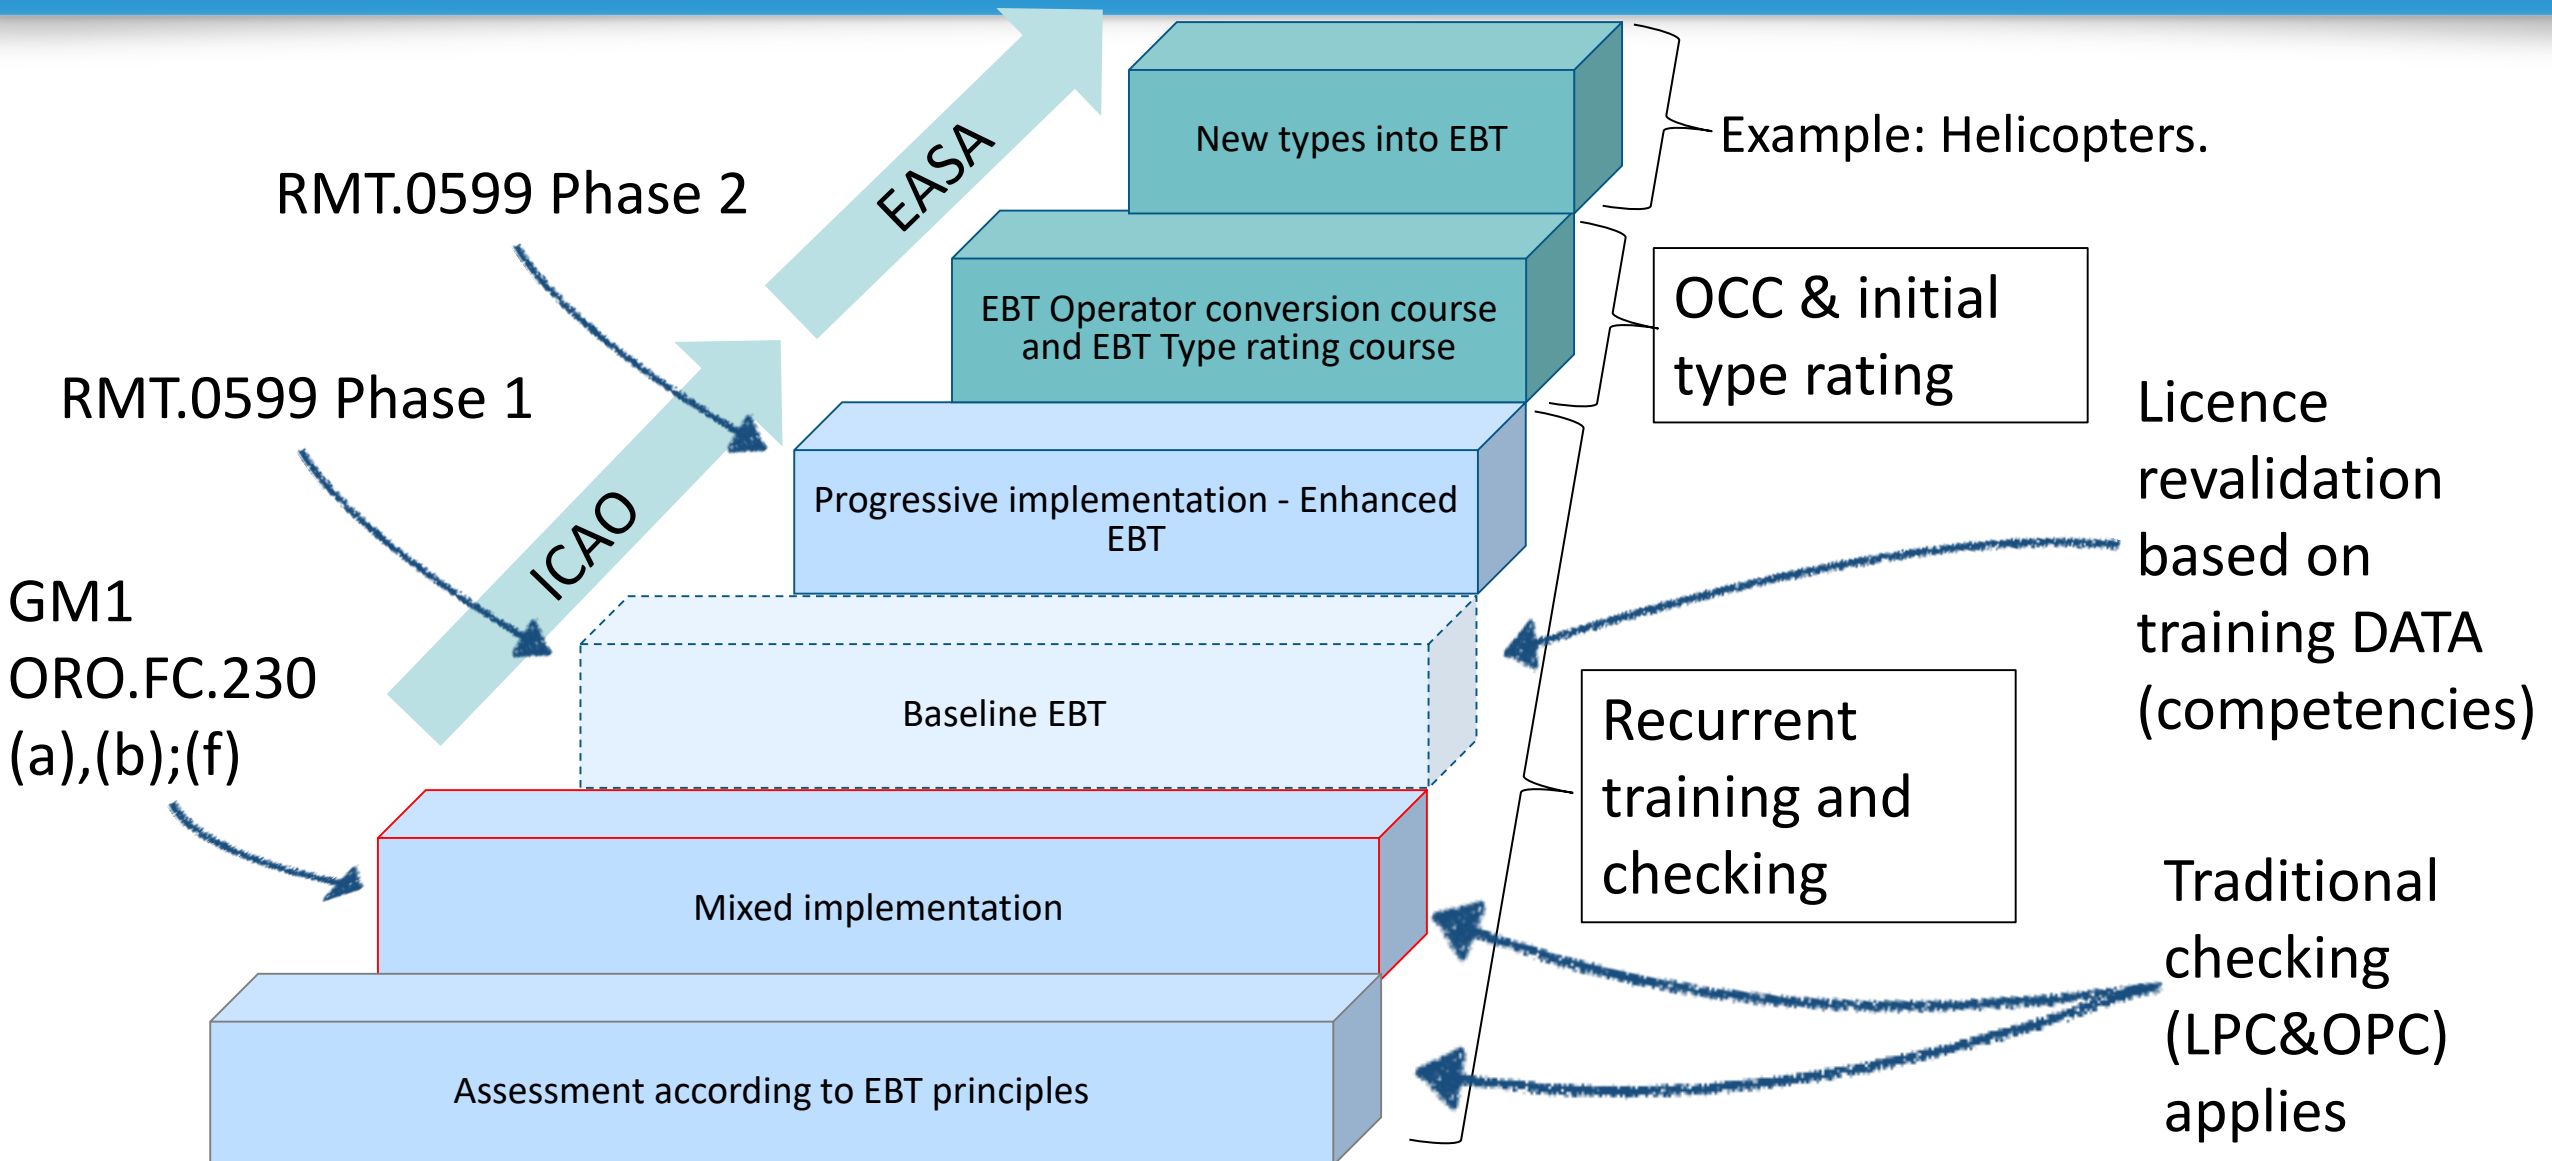 New types into EBT
Example: Helicopters.
EASA
RMT.0599 Phase 2
EBT Operator conversion course
and EBT Type rating course
OCC & initial
type rating
RMT.0599 Phase 1
ICAO
Progressive implementation - Enhanced
EBT
Licence
revalidation
based on
training DATA
(competencies)
GM1
ORO.FC.230
(a),(b);(f)
Baseline EBT
Recurrent
training and
checking
Mixed implementation
Traditional
checking
(LPC&OPC)
applies
Assessment according to EBT principles